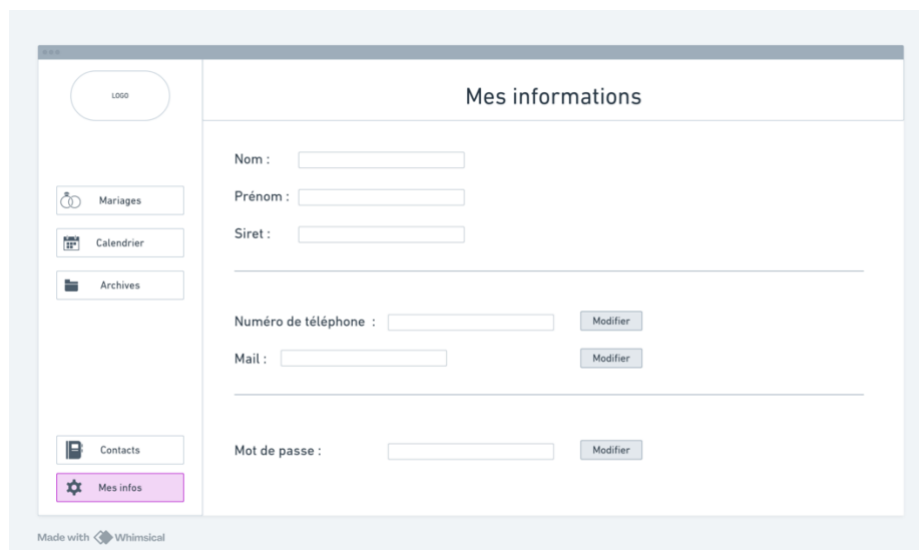 LOGO
Mes informations
Mariages
Calendrier
Archives
Contacts
Mes infos
Nom :
Prénom :
Siret :
Numéro de téléphone :
Modifier
Mail :
Modifier
Mot de passe :
Modifier
Made with Whimsical